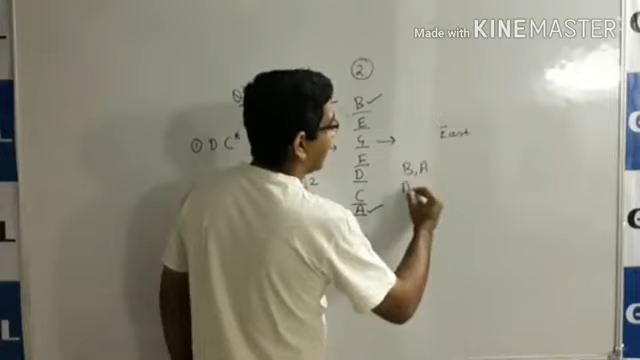 Made with KINEMASTER
②
B ✓
E
G → East
① D C*
F
D
C
A ✓
B, A